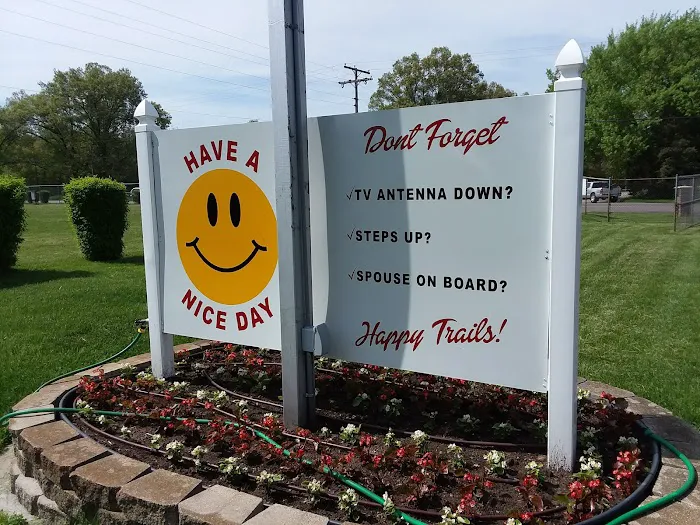 HAVE A
NICE DAY
Dont Forget
✓TV ANTENNA DOWN?
✓STEPS UP?
✓SPOUSE ON BOARD?
Happy Trails!